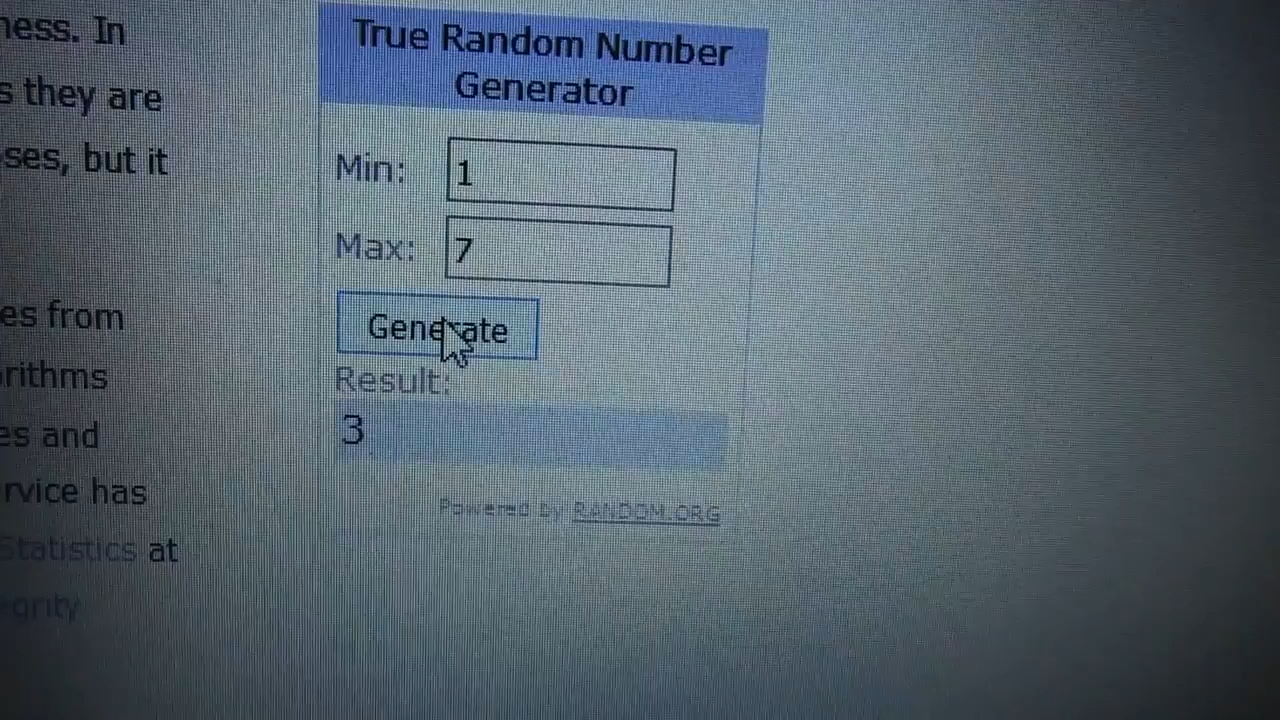 ness. In
s they are
ses, but it
es from
rithms
es and
rvice has
Statistics at
egrity
True Random Number
Generator
Min: 1
Max: 7
Generate
Result:
3
Powered by RANDOM.ORG